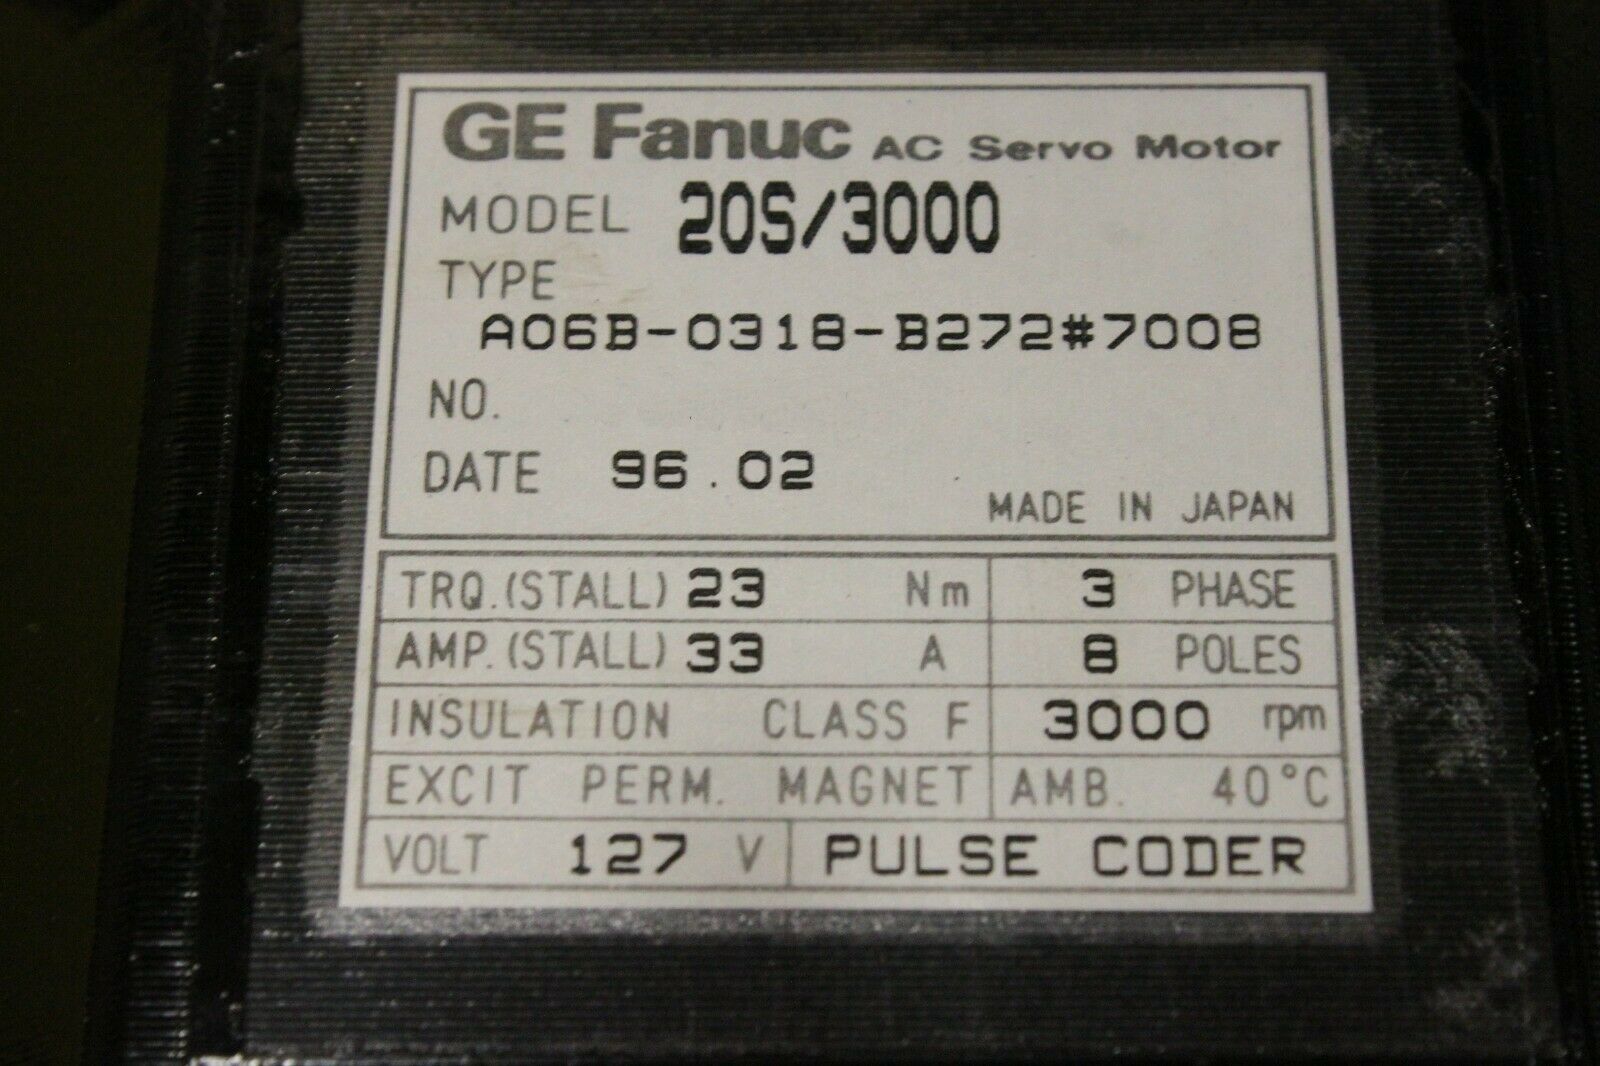 GE Fanuc AC Servo Motor
MODEL 20S/3000
TYPE
A06B-0318-B272#7008
NO.
DATE 96.02
MADE IN JAPAN
TRQ.(STALL) 23 Nm 3 PHASE
AMP.(STALL) 33 A 8 POLES
INSULATION CLASS F 3000 rpm
EXCIT PERM. MAGNET AMB. 40°C
VOLT 127 V PULSE CODER